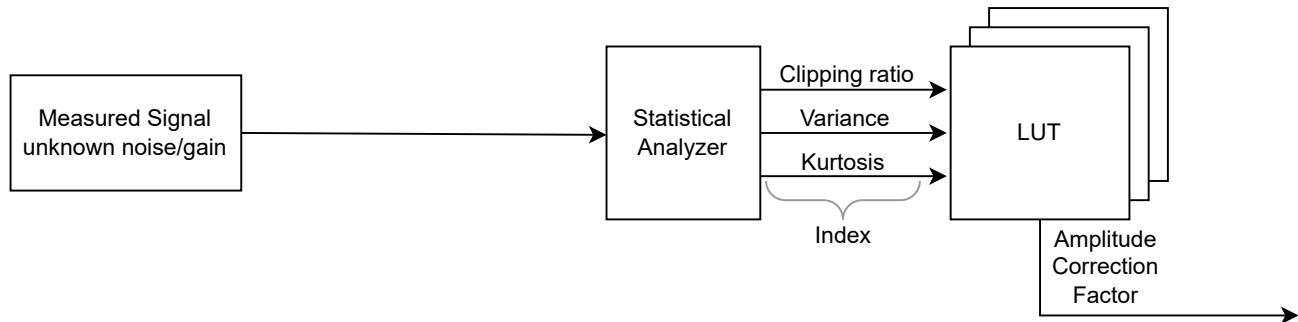 Measured Signal
unknown noise/gain
Statistical
Analyzer
Clipping ratio
Variance
Kurtosis
Index
LUT
Amplitude
Correction
Factor